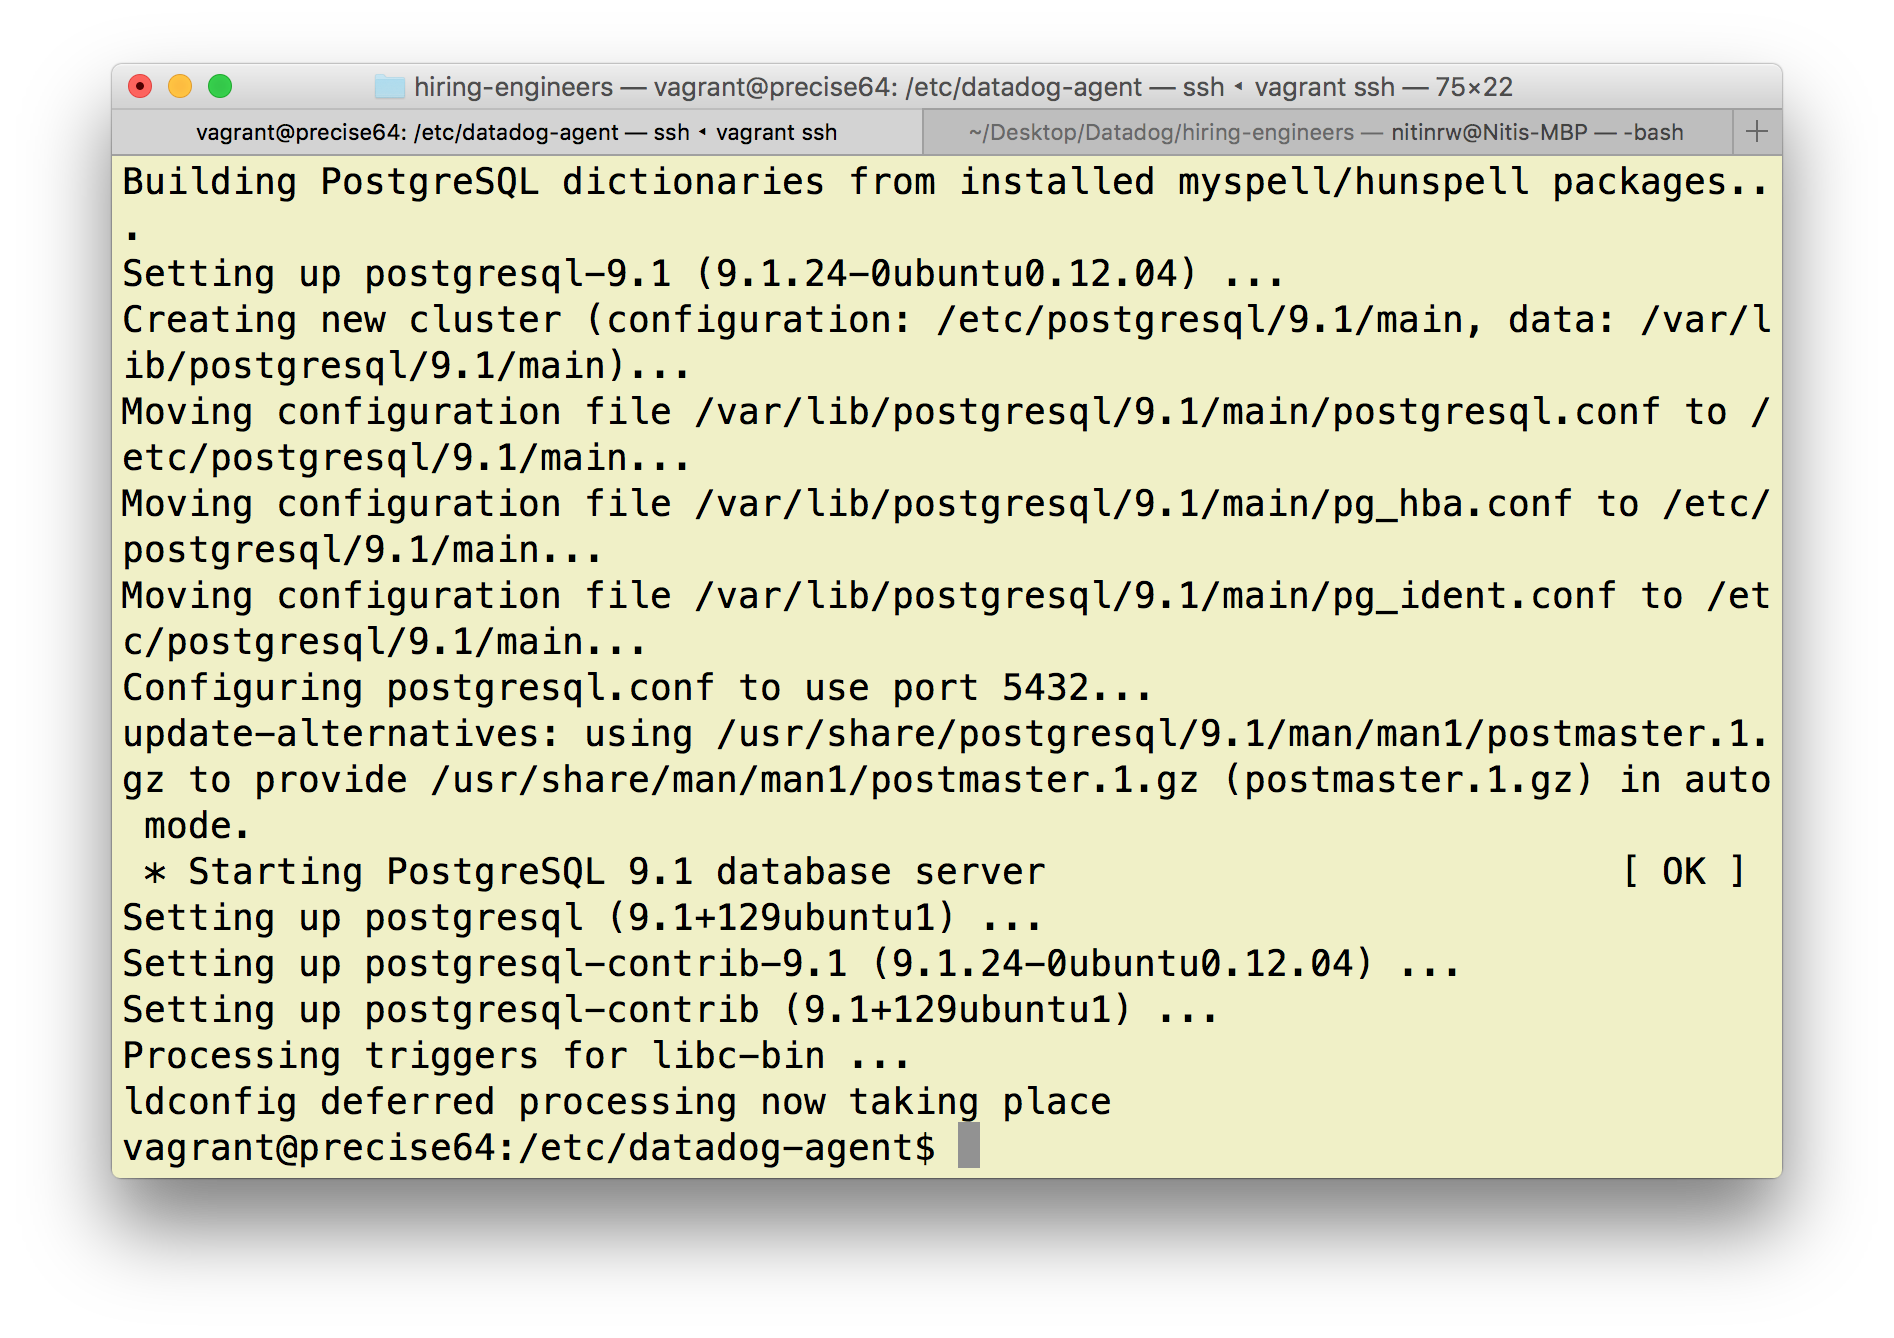 hiring-engineers — vagrant@precise64: /etc/datadog-agent — ssh ◂ vagrant ssh — 75×22
vagrant@precise64: /etc/datadog-agent — ssh ◂ vagrant ssh
~/Desktop/Datadog/hiring-engineers — nitinrw@Nitis-MBP — -bash
Building PostgreSQL dictionaries from installed myspell/hunspell packages..
.
Setting up postgresql-9.1 (9.1.24-0ubuntu0.12.04) ...
Creating new cluster (configuration: /etc/postgresql/9.1/main, data: /var/l
ib/postgresql/9.1/main)...
Moving configuration file /var/lib/postgresql/9.1/main/postgresql.conf to /
etc/postgresql/9.1/main...
Moving configuration file /var/lib/postgresql/9.1/main/pg_hba.conf to /etc/
postgresql/9.1/main...
Moving configuration file /var/lib/postgresql/9.1/main/pg_ident.conf to /et
c/postgresql/9.1/main...
Configuring postgresql.conf to use port 5432...
update-alternatives: using /usr/share/postgresql/9.1/man/man1/postmaster.1.
gz to provide /usr/share/man/man1/postmaster.1.gz (postmaster.1.gz) in auto
 mode.
 * Starting PostgreSQL 9.1 database server [ OK ]
Setting up postgresql (9.1+129ubuntu1) ...
Setting up postgresql-contrib-9.1 (9.1.24-0ubuntu0.12.04) ...
Setting up postgresql-contrib (9.1+129ubuntu1) ...
Processing triggers for libc-bin ...
ldconfig deferred processing now taking place
vagrant@precise64:/etc/datadog-agent$